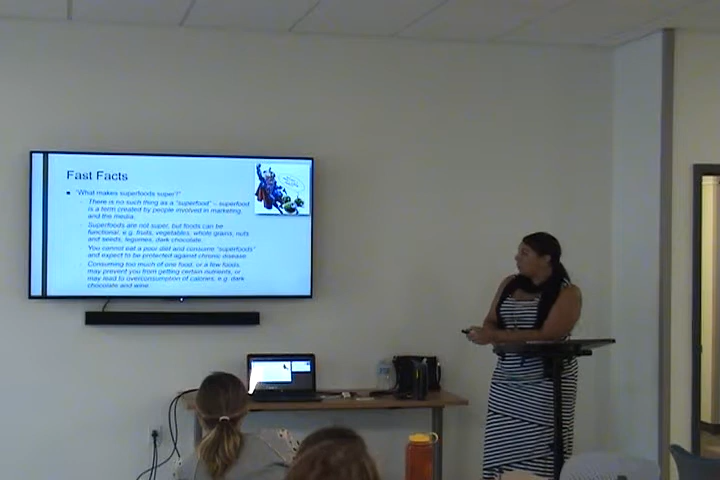 Fast Facts
"What makes superfoods super?"
There is no such thing as a "superfood" – superfood
is a term created by people involved in marketing
and the media.
Superfoods are not super, but foods can be
functional, e.g. fruits, vegetables, whole grains, nuts
and seeds, legumes, dark chocolate.
You cannot eat a poor diet and consume "superfoods"
and expect to be protected against chronic disease.
Consuming too much of one food, or a few foods,
may prevent you from getting certain nutrients, or
may lead to overconsumption of calories, e.g. dark
chocolate and wine